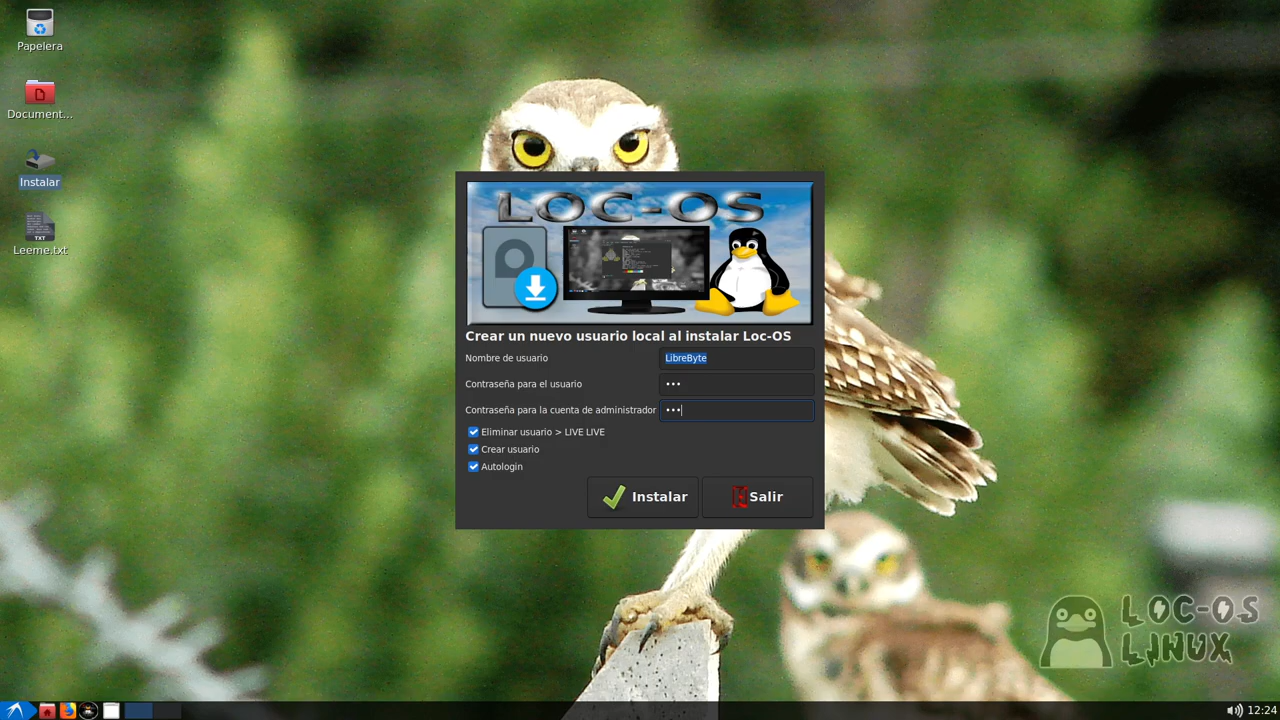 Papelera
Document...
Instalar
TXT
Leeme.txt
LOC-OS
Crear un nuevo usuario local al instalar Loc-OS
Nombre de usuario
LibreByte
Contraseña para el usuario
•••
Contraseña para la cuenta de administrador
•••
Eliminar usuario > LIVE LIVE
Crear usuario
Autologin
Instalar
Salir
LOC-OS
LINUX
12:24